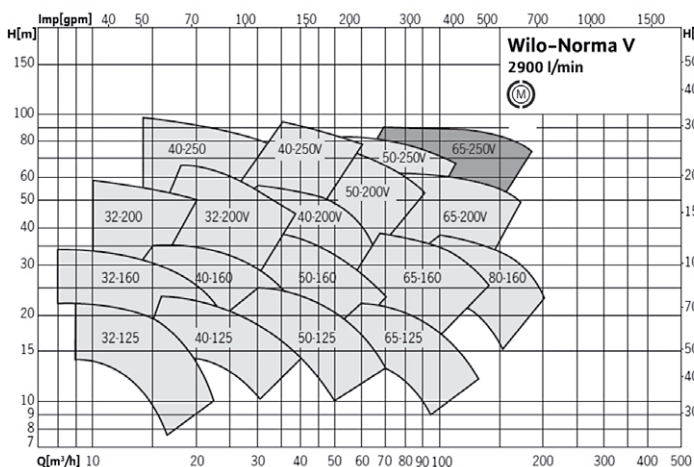 Imp[gpm] 40 50 70 100 150 200 300 400 500 700 1000 1500
H[m]
H[
Wilo-Norma V
2900 l/min
M
150
100
80
60
50
40
30
20
15
10
9
8
7
40-250 40-250V 50-250V 65-250V
32-200 32-200V 40-200V 50-200V 65-200V
32-160 40-160 50-160 65-160 80-160
32-125 40-125 50-125 65-125
Q[m³/h] 10 20 30 40 50 60 70 80 90 100 200 300 400 500